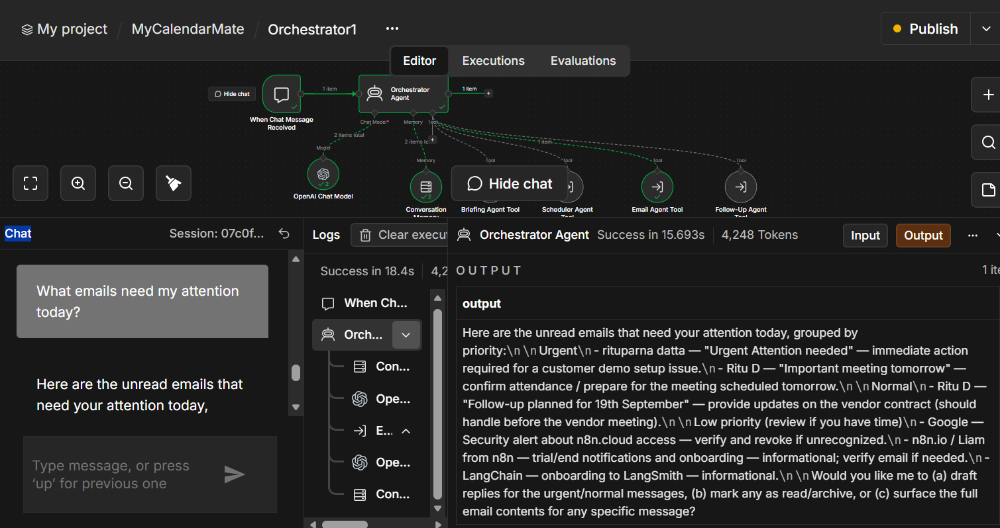 My project / MyCalendarMate / Orchestrator1 ...
Publish
Editor Executions Evaluations
Hide chat
1 item
Orchestrator
Agent
1 item
When Chat Message
Received
Chat Model*
Memory
Tool
2 items total
2 items to
1 item
Model
Memory
Tool
Tool
Tool
Tool
2
OpenAI Chat Model
2
Conversation
Memory
Hide chat
Briefing Agent Tool
Scheduler Agent
Tool
Email Agent Tool
Follow-Up Agent
Tool
Chat
Session: 07c0f...
What emails need my attention
today?
Here are the unread emails that
need your attention today,
Type message, or press
‘up’ for previous one
Logs
Clear execut
Success in 18.4s
4,2
When Ch...
Orch...
Con...
Ope...
E...
Ope...
Con...
Orchestrator Agent Success in 15.693s 4,248 Tokens
Input
Output
...
OUTPUT
1 ite
output
Here are the unread emails that need your attention today, grouped by
priority:\n\nUrgent\n- rituparna datta — "Urgent Attention needed" — immediate action
required for a customer demo setup issue.\n- Ritu D — "Important meeting tomorrow" —
confirm attendance / prepare for the meeting scheduled tomorrow.\n\nNormal\n- Ritu D —
"Follow-up planned for 19th September" — provide updates on the vendor contract (should
handle before the vendor meeting).\n\nLow priority (review if you have time)\n- Google —
Security alert about n8n.cloud access — verify and revoke if unrecognized.\n- n8n.io / Liam
from n8n — trial/end notifications and onboarding — informational; verify email if needed.\n-
LangChain — onboarding to LangSmith — informational.\n\nWould you like me to (a) draft
replies for the urgent/normal messages, (b) mark any as read/archive, or (c) surface the full
email contents for any specific message?